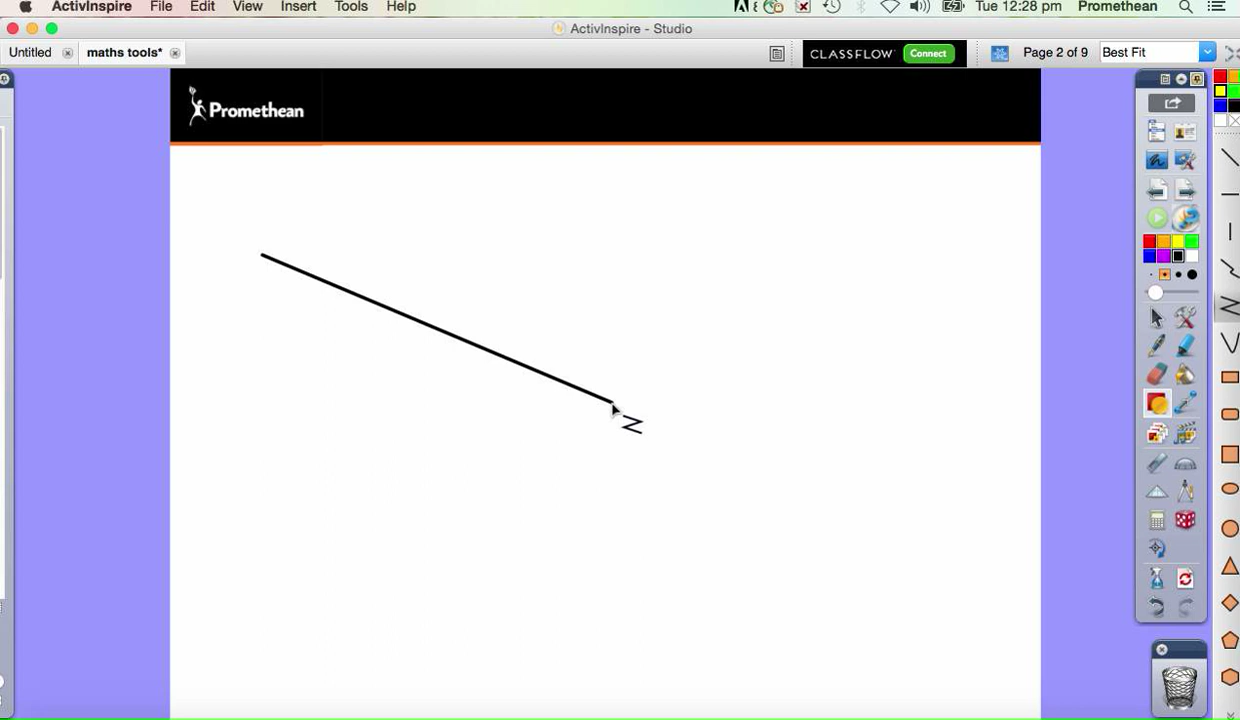 ActivInspire File Edit View Insert Tools Help Tue 12:28 pm Promethean
ActivInspire - Studio
Untitled maths tools* CLASSFLOW Connect Page 2 of 9 Best Fit
Promethean